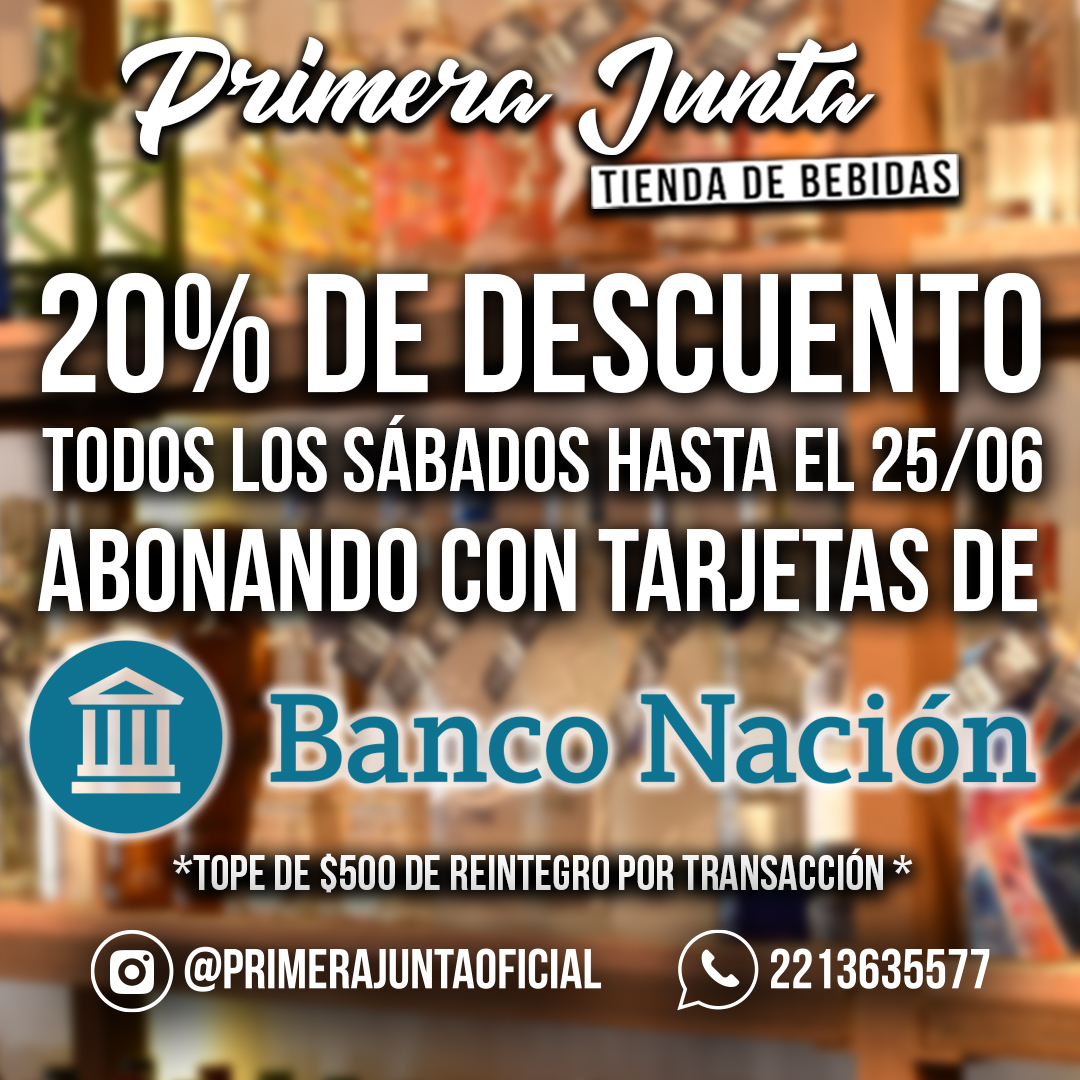 Primera Junta
TIENDA DE BEBIDAS
20% DE DESCUENTO
TODOS LOS SÁBADOS HASTA EL 25/06
ABONANDO CON TARJETAS DE
Banco Nación
*TOPE DE $500 DE REINTEGRO POR TRANSACCIÓN *
@PRIMERAJUNTAOFICIAL
2213635577